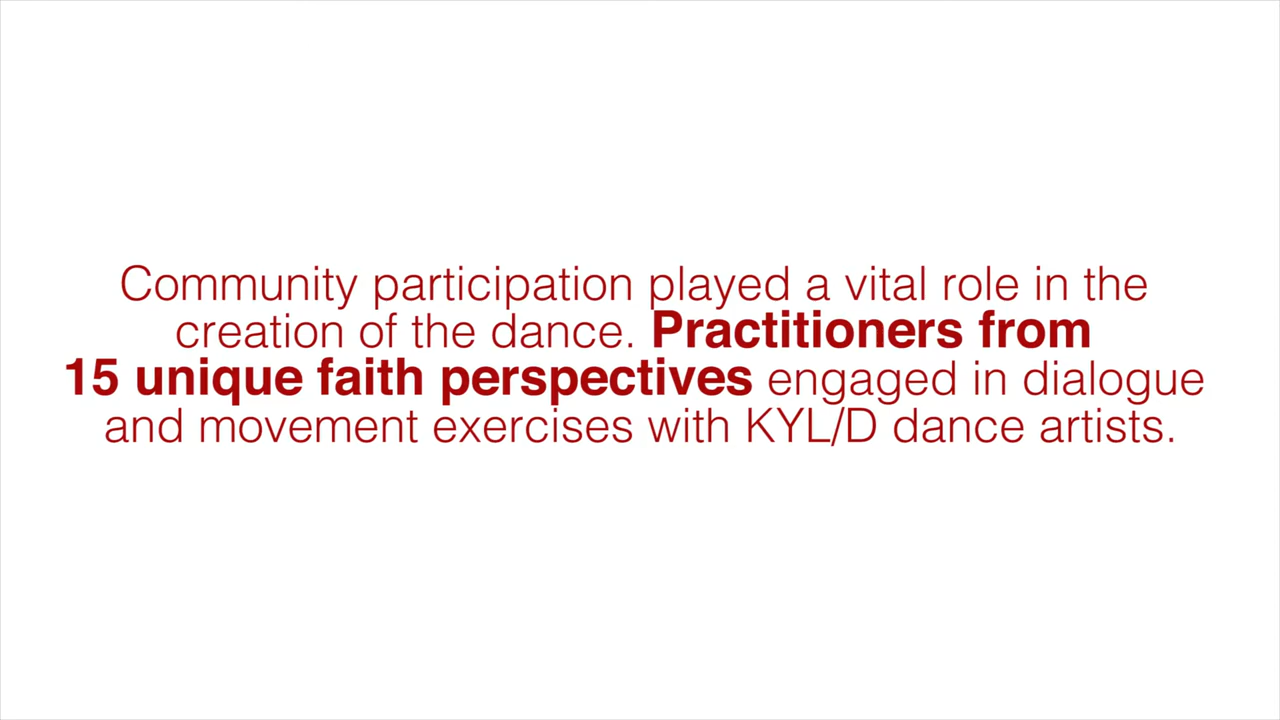 Community participation played a vital role in the
creation of the dance. Practitioners from
15 unique faith perspectives engaged in dialogue
and movement exercises with KYL/D dance artists.